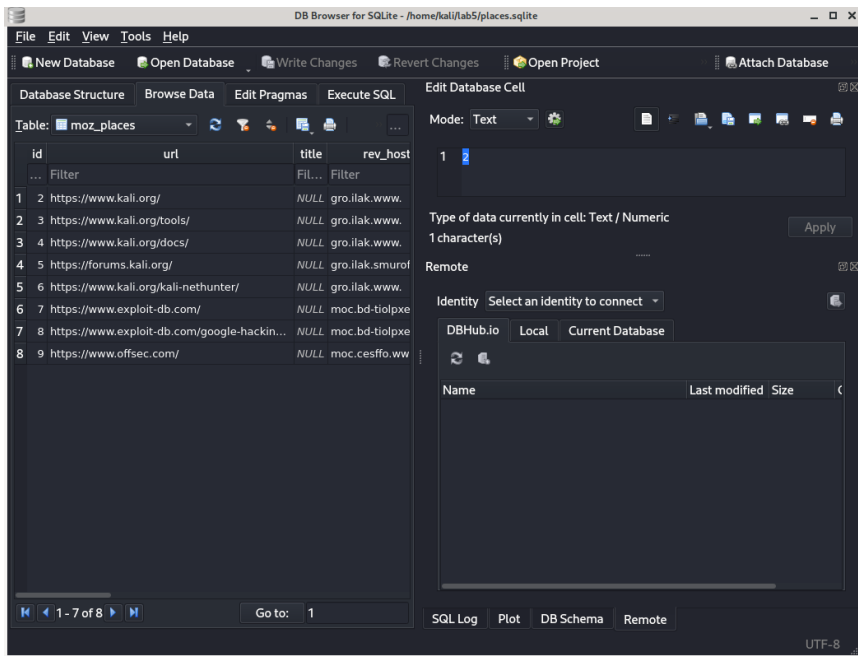 DB Browser for SQLite - /home/kali/lab5/places.sqlite
File Edit View Tools Help
New Database Open Database Write Changes Revert Changes Open Project Attach Database
Database Structure Browse Data Edit Pragmas Execute SQL
Table: moz_places ...
id url title rev_host
... Filter Fil... Filter
1 2 https://www.kali.org/ NULL gro.ilak.www.
2 3 https://www.kali.org/tools/ NULL gro.ilak.www.
3 4 https://www.kali.org/docs/ NULL gro.ilak.www.
4 5 https://forums.kali.org/ NULL gro.ilak.smurof
5 6 https://www.kali.org/kali-nethunter/ NULL gro.ilak.www.
6 7 https://www.exploit-db.com/ NULL moc.bd-tiolpxe
7 8 https://www.exploit-db.com/google-hackin... NULL moc.bd-tiolpxe
8 9 https://www.offsec.com/ NULL moc.cesffo.ww
1 - 7 of 8 Go to: 1
Edit Database Cell
Mode: Text
1 2
Type of data currently in cell: Text / Numeric
1 character(s)
Apply
Remote
Identity Select an identity to connect
DBHub.io Local Current Database
Name Last modified Size
SQL Log Plot DB Schema Remote
UTF-8